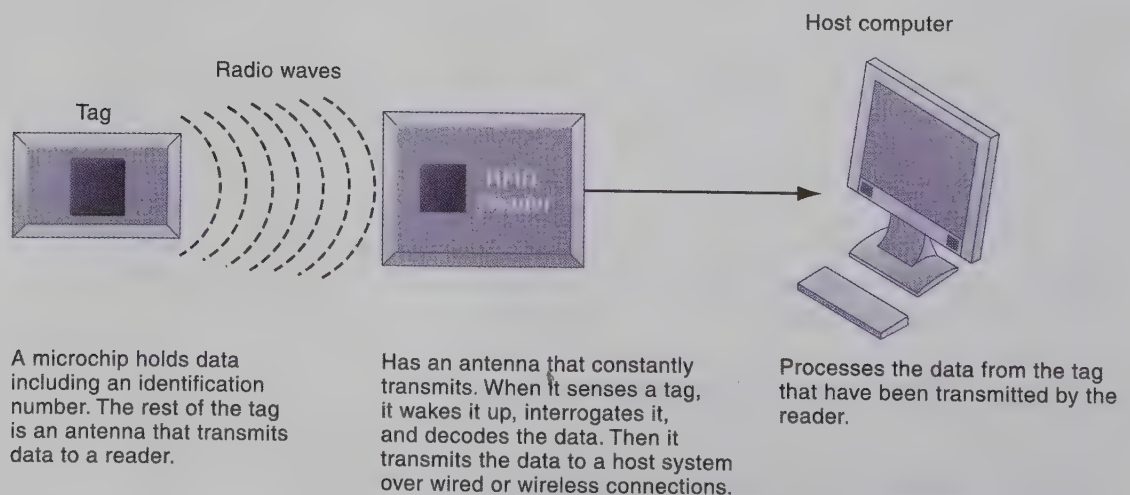 Host computer
Radio waves
Tag
A microchip holds data
including an identification
number. The rest of the tag
is an antenna that transmits
data to a reader.
Has an antenna that constantly
transmits. When it senses a tag,
it wakes it up, interrogates it,
and decodes the data. Then it
transmits the data to a host system
over wired or wireless connections.
Processes the data from the tag
that have been transmitted by the
reader.